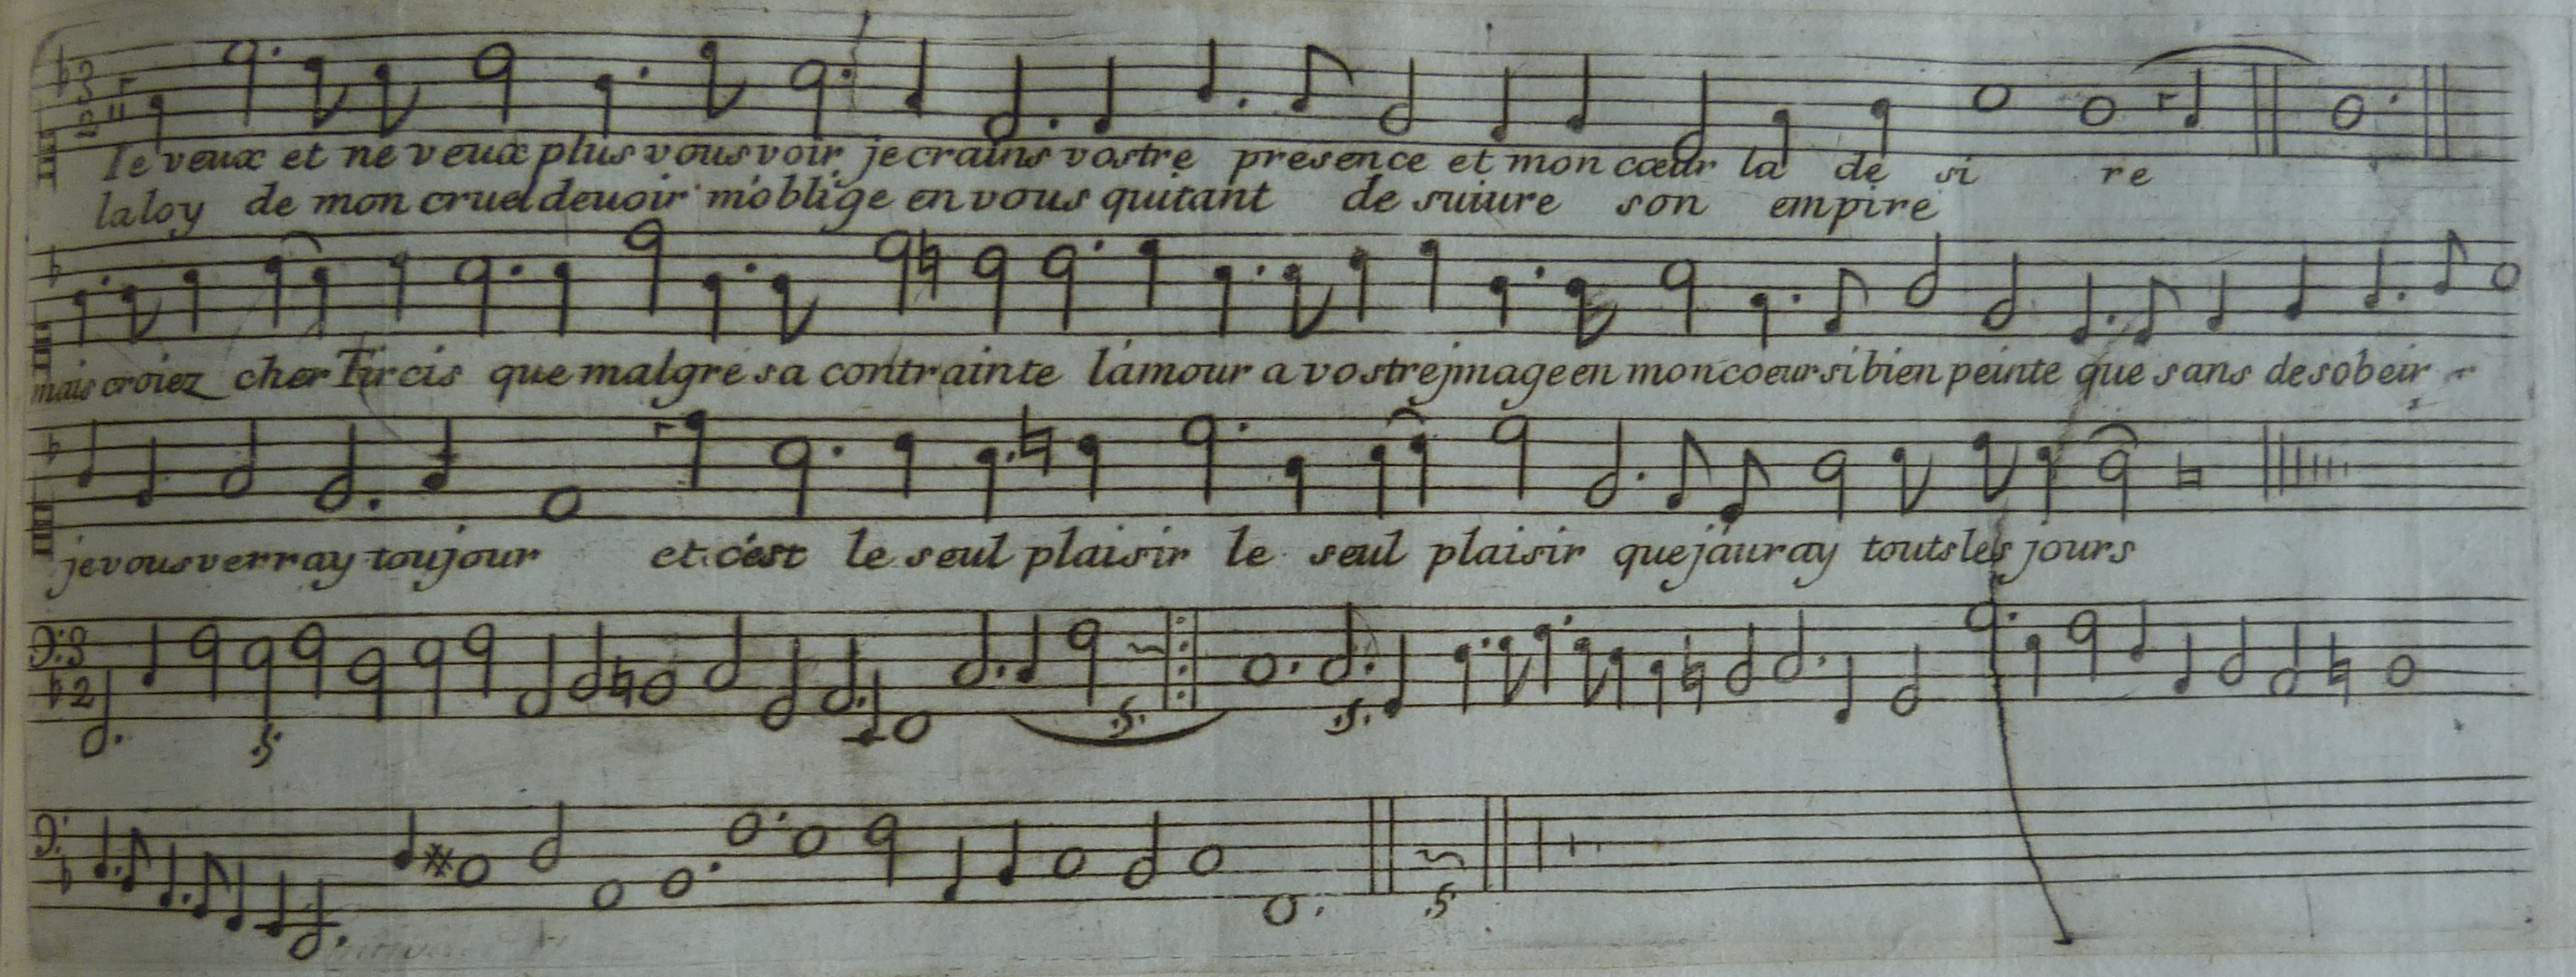 Ie veux et ne veux plus vous voir je crains vostre presence et mon cœur la de si re
la loy de mon cruel devoir m'oblige en vous quitant de suivre son empire
mais croiez cher Tircis que malgré sa contrainte l'amour a vostre jmage en mon coeur si bien peinte que sans desobeir
je vous verray toujour et c'est le seul plaisir le seul plaisir que j'auray touts les jours